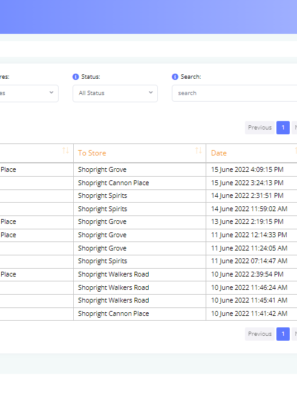 res: Status: Search:
es All Status search
Previous 1 N
To Store Date
Place Shopright Grove 15 June 2022 4:09:15 PM
Shopright Cannon Place 15 June 2022 3:24:13 PM
Shopright Spirits 14 June 2022 2:31:51 PM
Shopright Spirits 14 June 2022 11:59:02 AM
Place Shopright Grove 13 June 2022 2:19:15 PM
Place Shopright Grove 11 June 2022 12:14:33 PM
Shopright Grove 11 June 2022 11:24:05 AM
Shopright Spirits 11 June 2022 07:14:47 AM
Place Shopright Walkers Road 10 June 2022 2:39:54 PM
Shopright Walkers Road 10 June 2022 11:46:24 AM
Shopright Walkers Road 10 June 2022 11:45:41 AM
Shopright Cannon Place 10 June 2022 11:41:42 AM
Previous 1 N